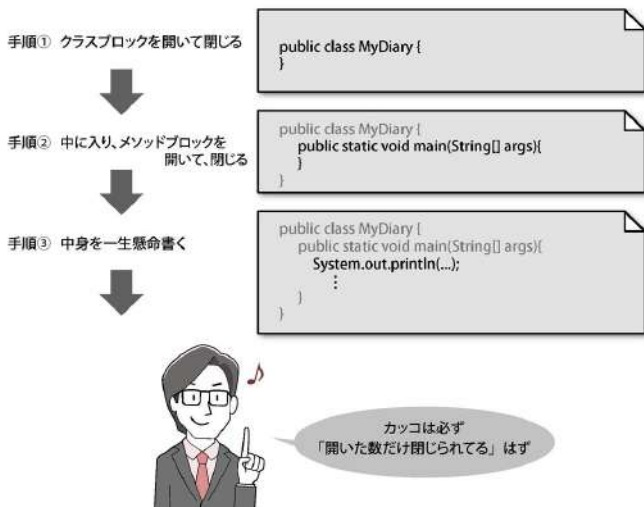 手順① クラスブロックを開いて閉じる
public class MyDiary {
}
手順② 中に入り、メソッドブロックを
開いて、閉じる
public class MyDiary {
public static void main(String[] args){
}
}
手順③ 中身を一生懸命書く
public class MyDiary {
public static void main(String[] args){
System.out.println(...);
⋮
}
}
カッコは必ず
「開いた数だけ閉じられてる」はず